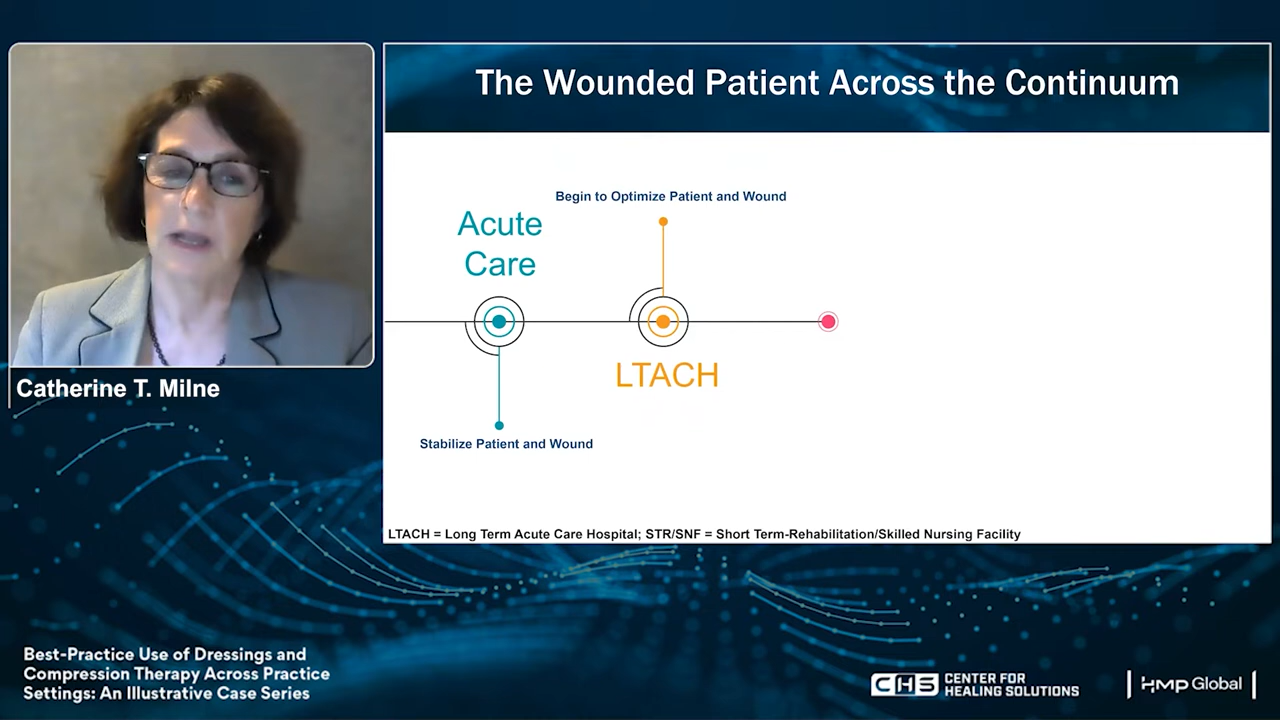 The Wounded Patient Across the Continuum
Begin to Optimize Patient and Wound
Acute
Care
LTACH
Catherine T. Milne
Stabilize Patient and Wound
LTACH = Long Term Acute Care Hospital; STR/SNF = Short Term-Rehabilitation/Skilled Nursing Facility
Best-Practice Use of Dressings and
Compression Therapy Across Practice
Settings: An Illustrative Case Series
CHS CENTER FOR
HEALING SOLUTIONS
HMP Global